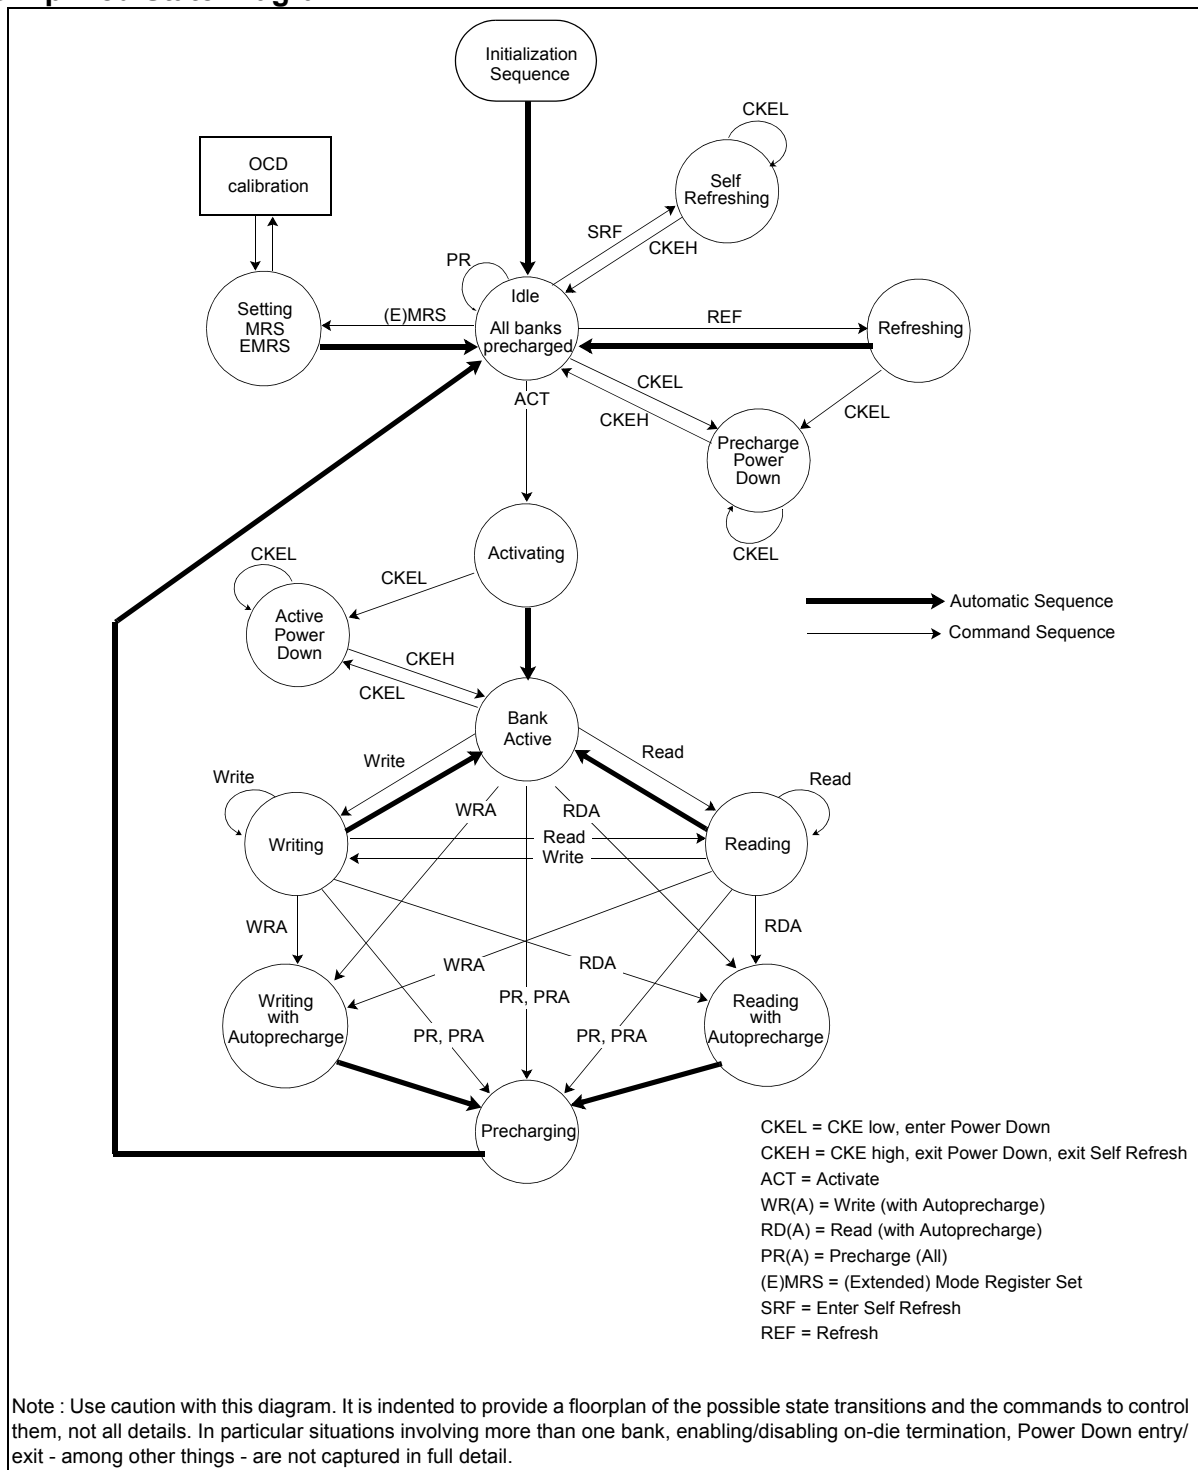 Initialization
Sequence
CKEL
OCD
calibration
Self
Refreshing
SRF
CKEH
PR
Idle
All banks
precharged
Setting
MRS
EMRS
(E)MRS
REF
Refreshing
CKEL
CKEH
CKEL
ACT
Precharge
Power
Down
CKEL
Activating
CKEL
CKEL
Active
Power
Down
Automatic Sequence
Command Sequence
CKEH
CKEL
Bank
Active
Write
Read
Write
Read
WRA
RDA
Writing
Read
Write
Reading
WRA
RDA
WRA
RDA
Writing
with
Autoprecharge
PR, PRA
Reading
with
Autoprecharge
PR, PRA
PR, PRA
Precharging
CKEL = CKE low, enter Power Down
CKEH = CKE high, exit Power Down, exit Self Refresh
ACT = Activate
WR(A) = Write (with Autoprecharge)
RD(A) = Read (with Autoprecharge)
PR(A) = Precharge (All)
(E)MRS = (Extended) Mode Register Set
SRF = Enter Self Refresh
REF = Refresh
Note : Use caution with this diagram. It is indented to provide a floorplan of the possible state transitions and the commands to control
them, not all details. In particular situations involving more than one bank, enabling/disabling on-die termination, Power Down entry/
exit - among other things - are not captured in full detail.